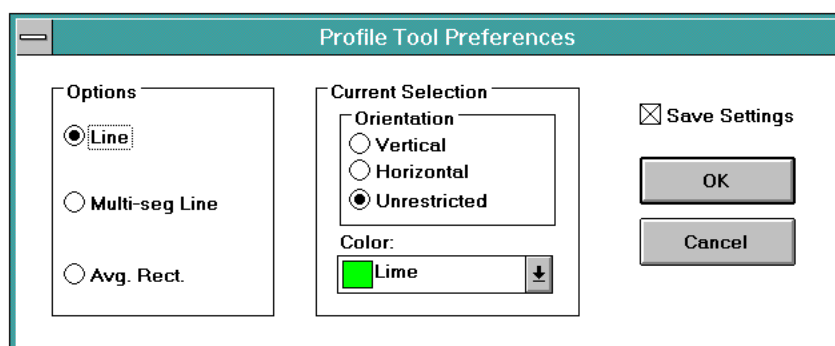 Profile Tool Preferences
Options
Line
Multi-seg Line
Avg. Rect.
Current Selection
Orientation
Vertical
Horizontal
Unrestricted
Color:
Lime
Save Settings
OK
Cancel